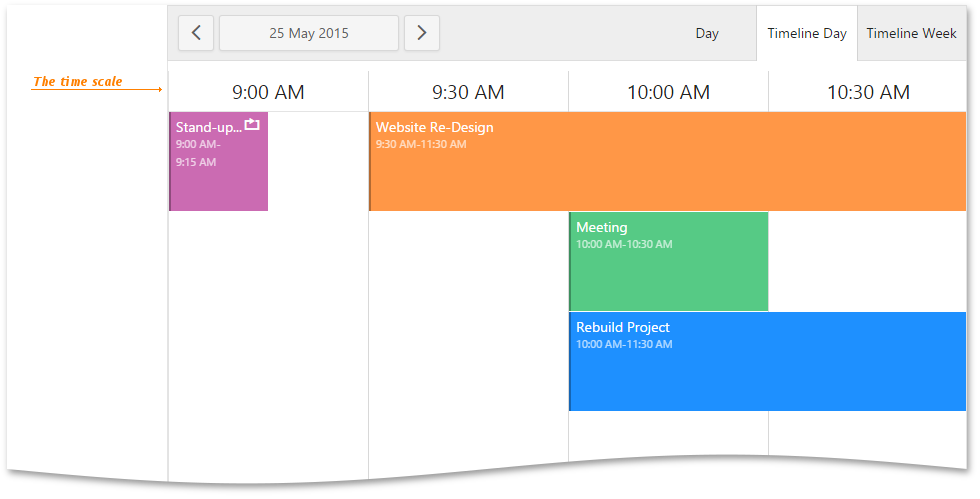 25 May 2015
Day
Timeline Day
Timeline Week
The time scale
9:00 AM
9:30 AM
10:00 AM
10:30 AM
Stand-up...
9:00 AM-
9:15 AM
Website Re-Design
9:30 AM-11:30 AM
Meeting
10:00 AM-10:30 AM
Rebuild Project
10:00 AM-11:30 AM